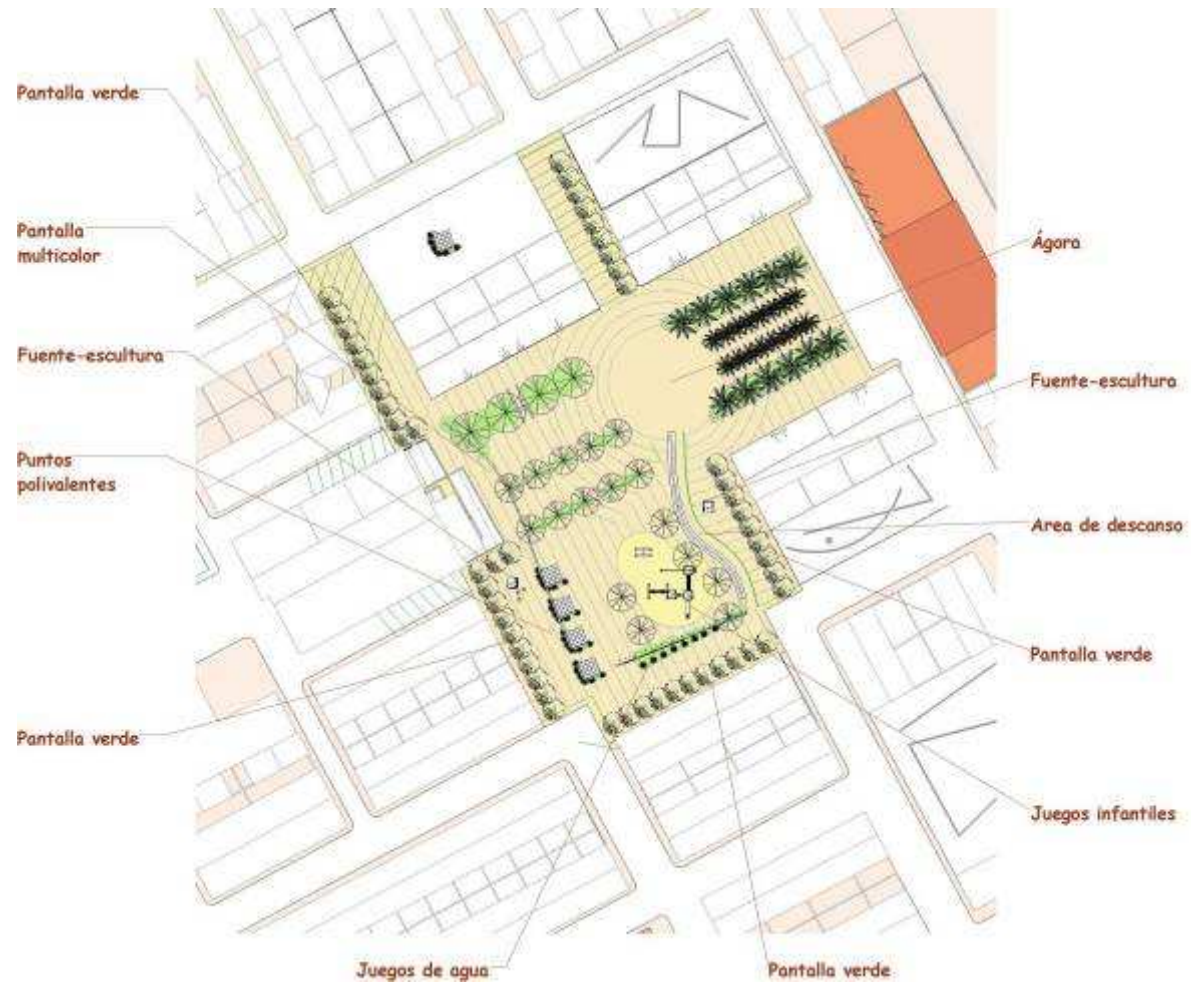 Pantalla verde
Pantalla
multicolor
Fuente-escultura
Puntos
polivalentes
Pantalla verde
Juegos de agua
Pantalla verde
Ágora
Fuente-escultura
Area de descanso
Pantalla verde
Juegos infantiles